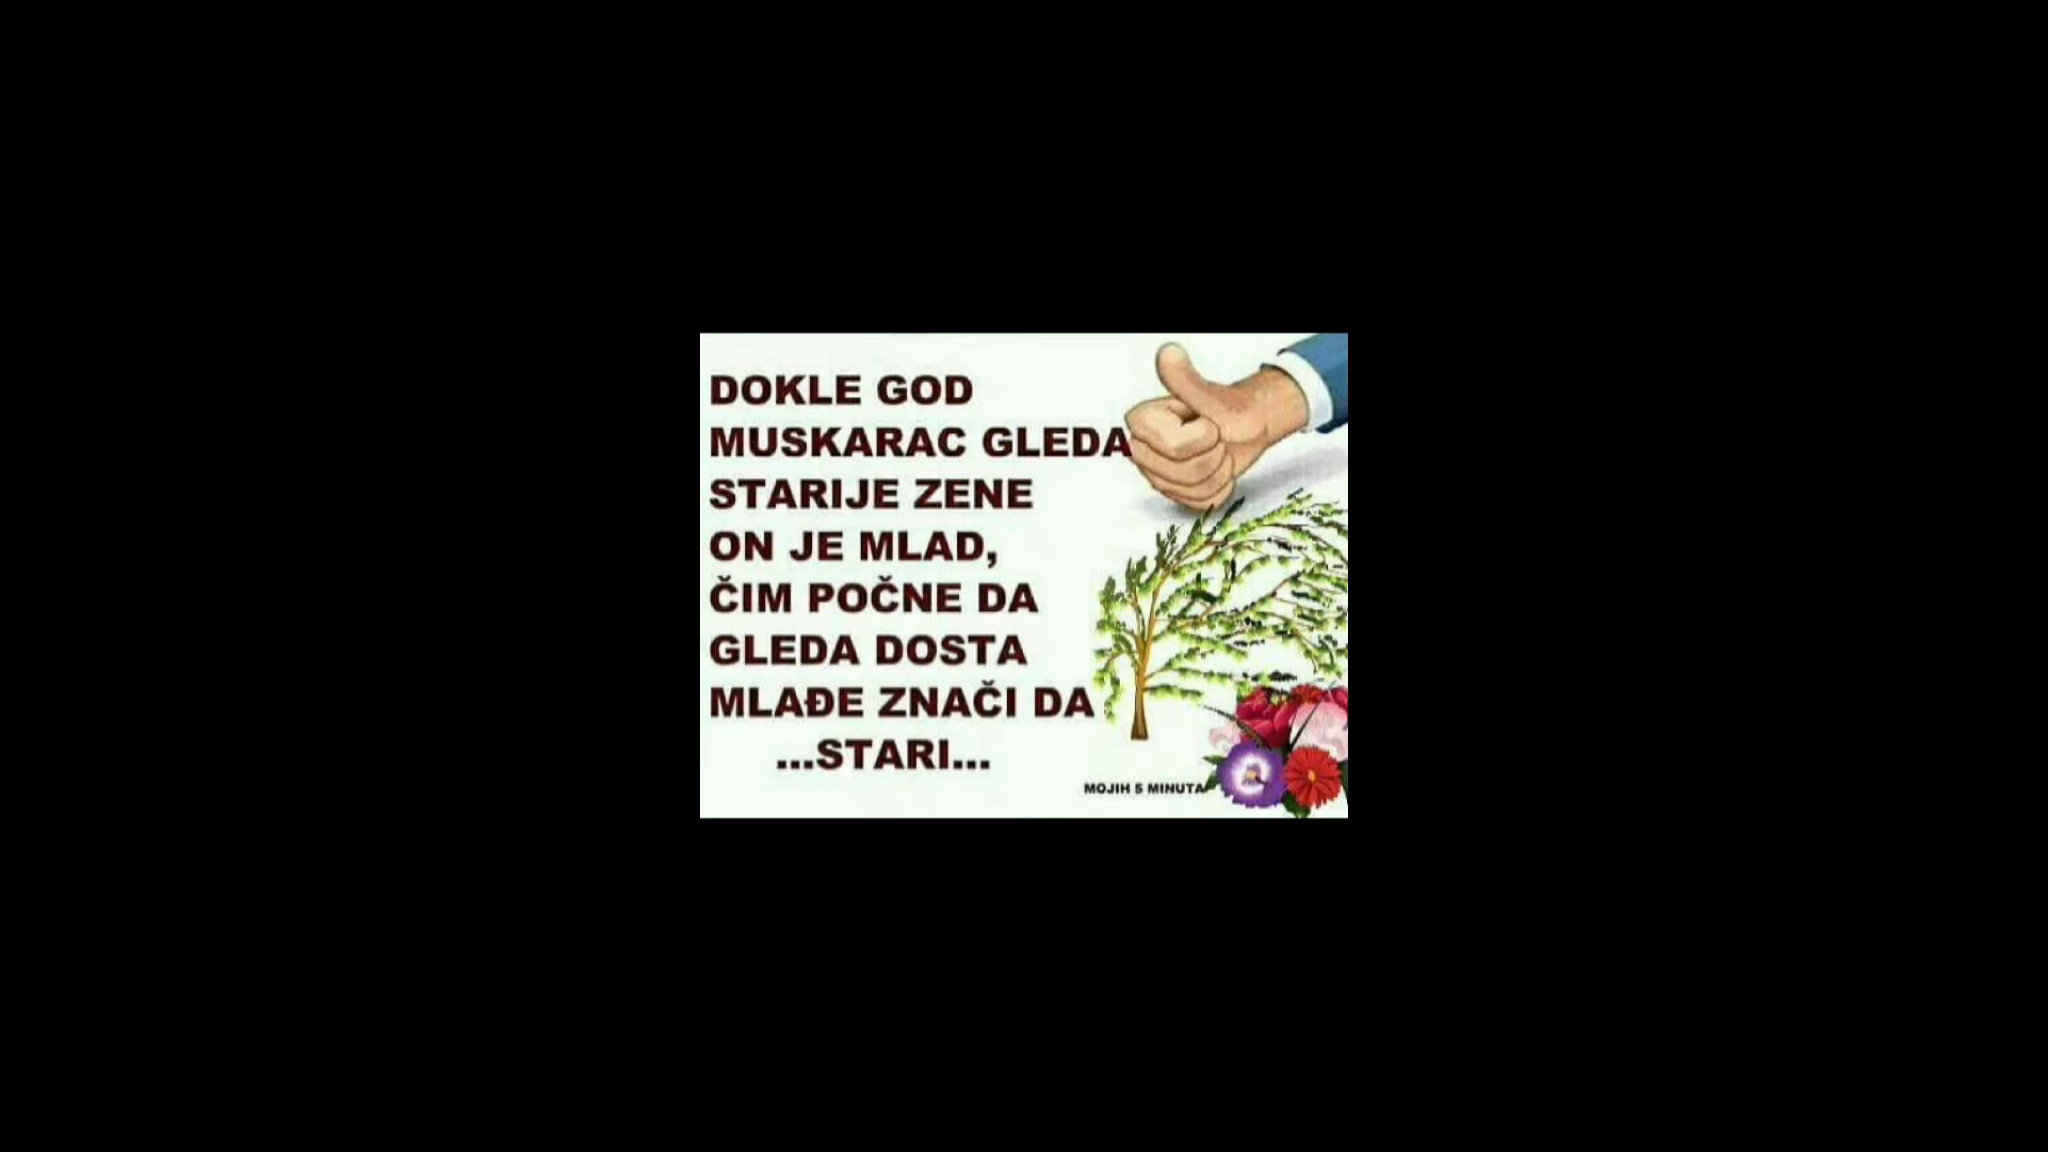 DOKLE GOD
MUSKARAC GLEDA
STARIJE ZENE
ON JE MLAD,
ČIM POČNE DA
GLEDA DOSTA
MLAĐE ZNAČI DA
...STARI...
MOJIH 5 MINUTA